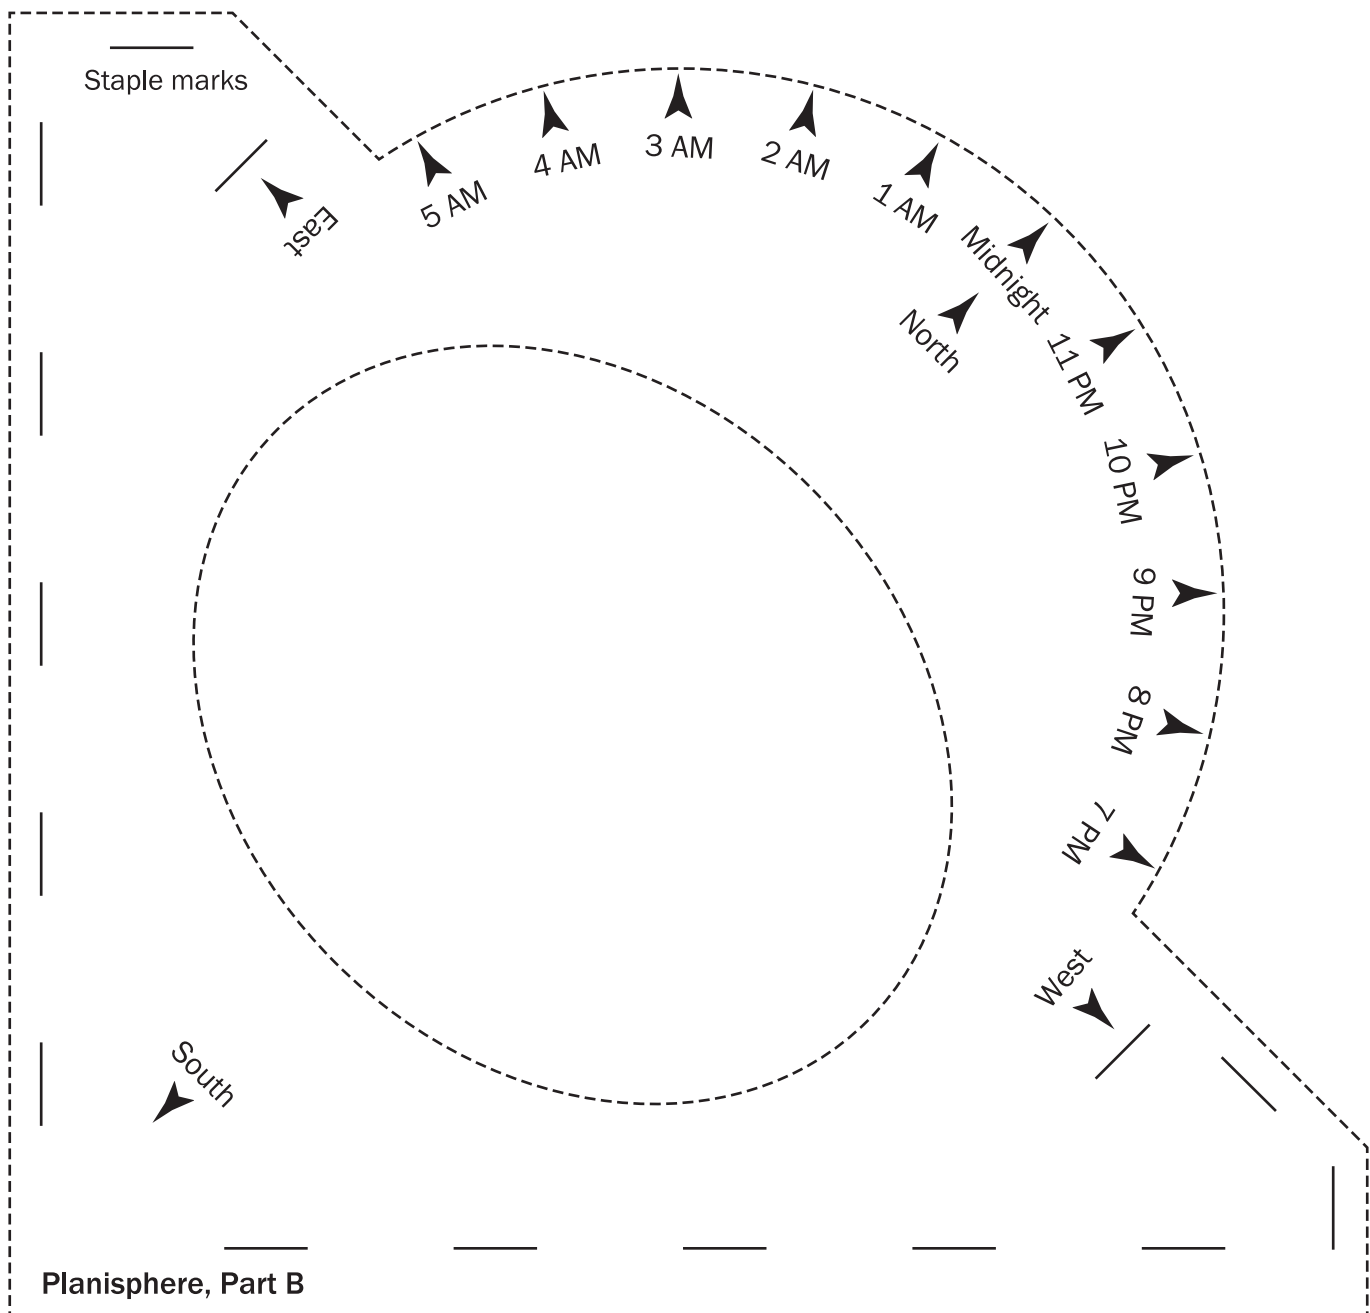 Staple marks
East
5 AM
4 AM
3 AM
2 AM
1 AM
Midnight
North
11 PM
10 PM
9 PM
8 PM
7 PM
West
South
Planisphere, Part B